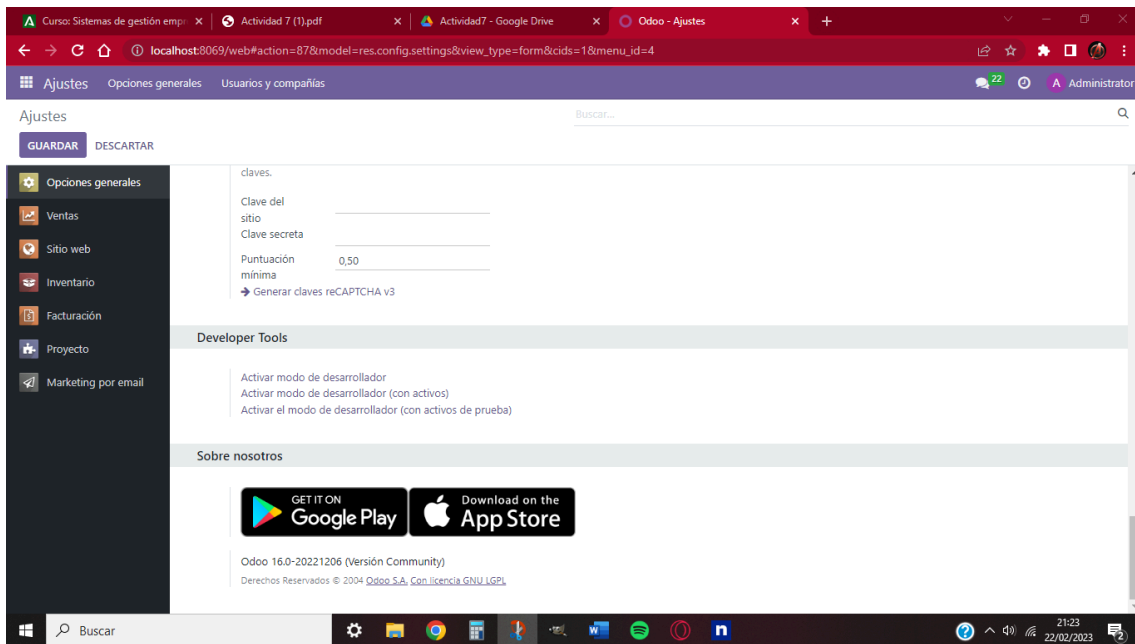 Curso: Sistemas de gestión empr
Actividad 7 (1).pdf
Actividad7 - Google Drive
Odoo - Ajustes
localhost:8069/web#action=87&model=res.config.settings&view_type=form&cids=1&menu_id=4
Ajustes Opciones generales Usuarios y compañías
22
A Administrator
Ajustes
Buscar...
GUARDAR DESCARTAR
Opciones generales
Ventas
Sitio web
Inventario
Facturación
Proyecto
Marketing por email
claves.
Clave del
sitio
Clave secreta
Puntuación
mínima
0,50
Generar claves reCAPTCHA v3
Developer Tools
Activar modo de desarrollador
Activar modo de desarrollador (con activos)
Activar el modo de desarrollador (con activos de prueba)
Sobre nosotros
GET IT ON
Google Play
Download on the
App Store
Odoo 16.0-20221206 (Versión Community)
Derechos Reservados © 2004 Odoo S.A. Con licencia GNU LGPL
Buscar
21:23
22/02/2023